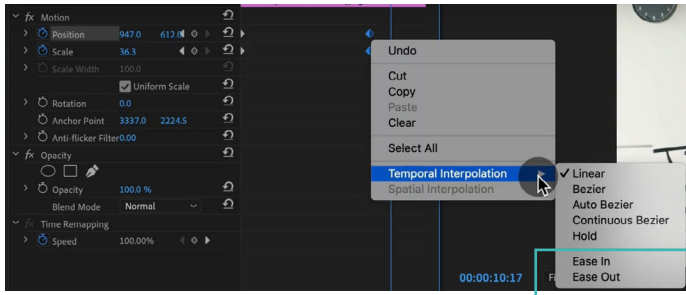 fx Motion
Position 947.0 612.0
Scale 36.3
Scale Width 100.0
Uniform Scale
Rotation 0.0
Anchor Point 3337.0 2224.5
Anti-flicker Filter 0.00
fx Opacity
Opacity 100.0 %
Blend Mode Normal
fx Time Remapping
Speed 100.00%
Undo
Cut
Copy
Paste
Clear
Select All
Temporal Interpolation
Spatial Interpolation
Linear
Bezier
Auto Bezier
Continuous Bezier
Hold
Ease In
Ease Out
00:00:10:17